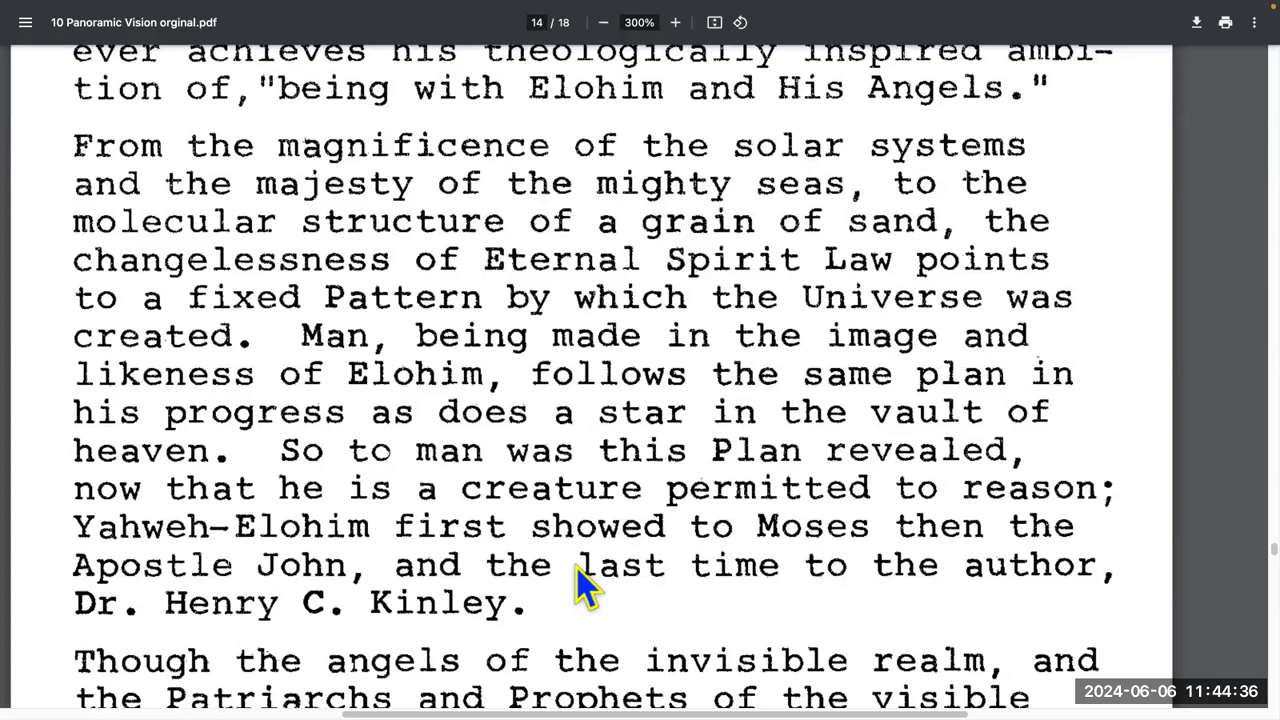 10 Panoramic Vision orginal.pdf
14 / 18
300%
ever achieves his theologically inspired ambi-
tion of,"being with Elohim and His Angels."
From the magnificence of the solar systems
and the majesty of the mighty seas, to the
molecular structure of a grain of sand, the
changelessness of Eternal Spirit Law points
to a fixed Pattern by which the Universe was
created. Man, being made in the image and
likeness of Elohim, follows the same plan in
his progress as does a star in the vault of
heaven. So to man was this Plan revealed,
now that he is a creature permitted to reason;
Yahweh-Elohim first showed to Moses then the
Apostle John, and the last time to the author,
Dr. Henry C. Kinley.
Though the angels of the invisible realm, and
the Patriarchs and Prophets of the visible
2024-06-06 11:44:36